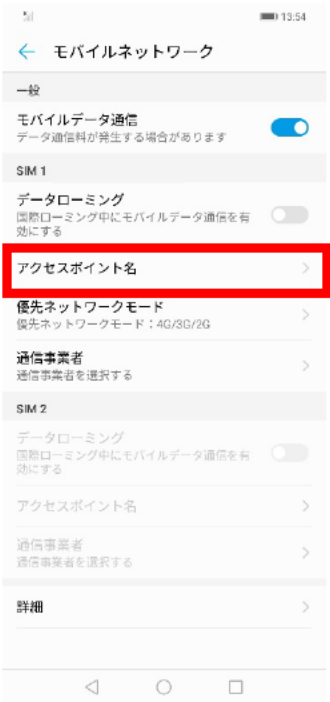 13:54
モバイルネットワーク
一般
モバイルデータ通信
データ通信料が発生する場合があります
SIM 1
データローミング
国際ローミング中にモバイルデータ通信を有
効にする
アクセスポイント名
優先ネットワークモード
優先ネットワークモード：4G/3G/2G
通信事業者
通信事業者を選択する
SIM 2
データローミング
国際ローミング中にモバイルデータ通信を有
効にする
アクセスポイント名
通信事業者
通信事業者を選択する
詳細